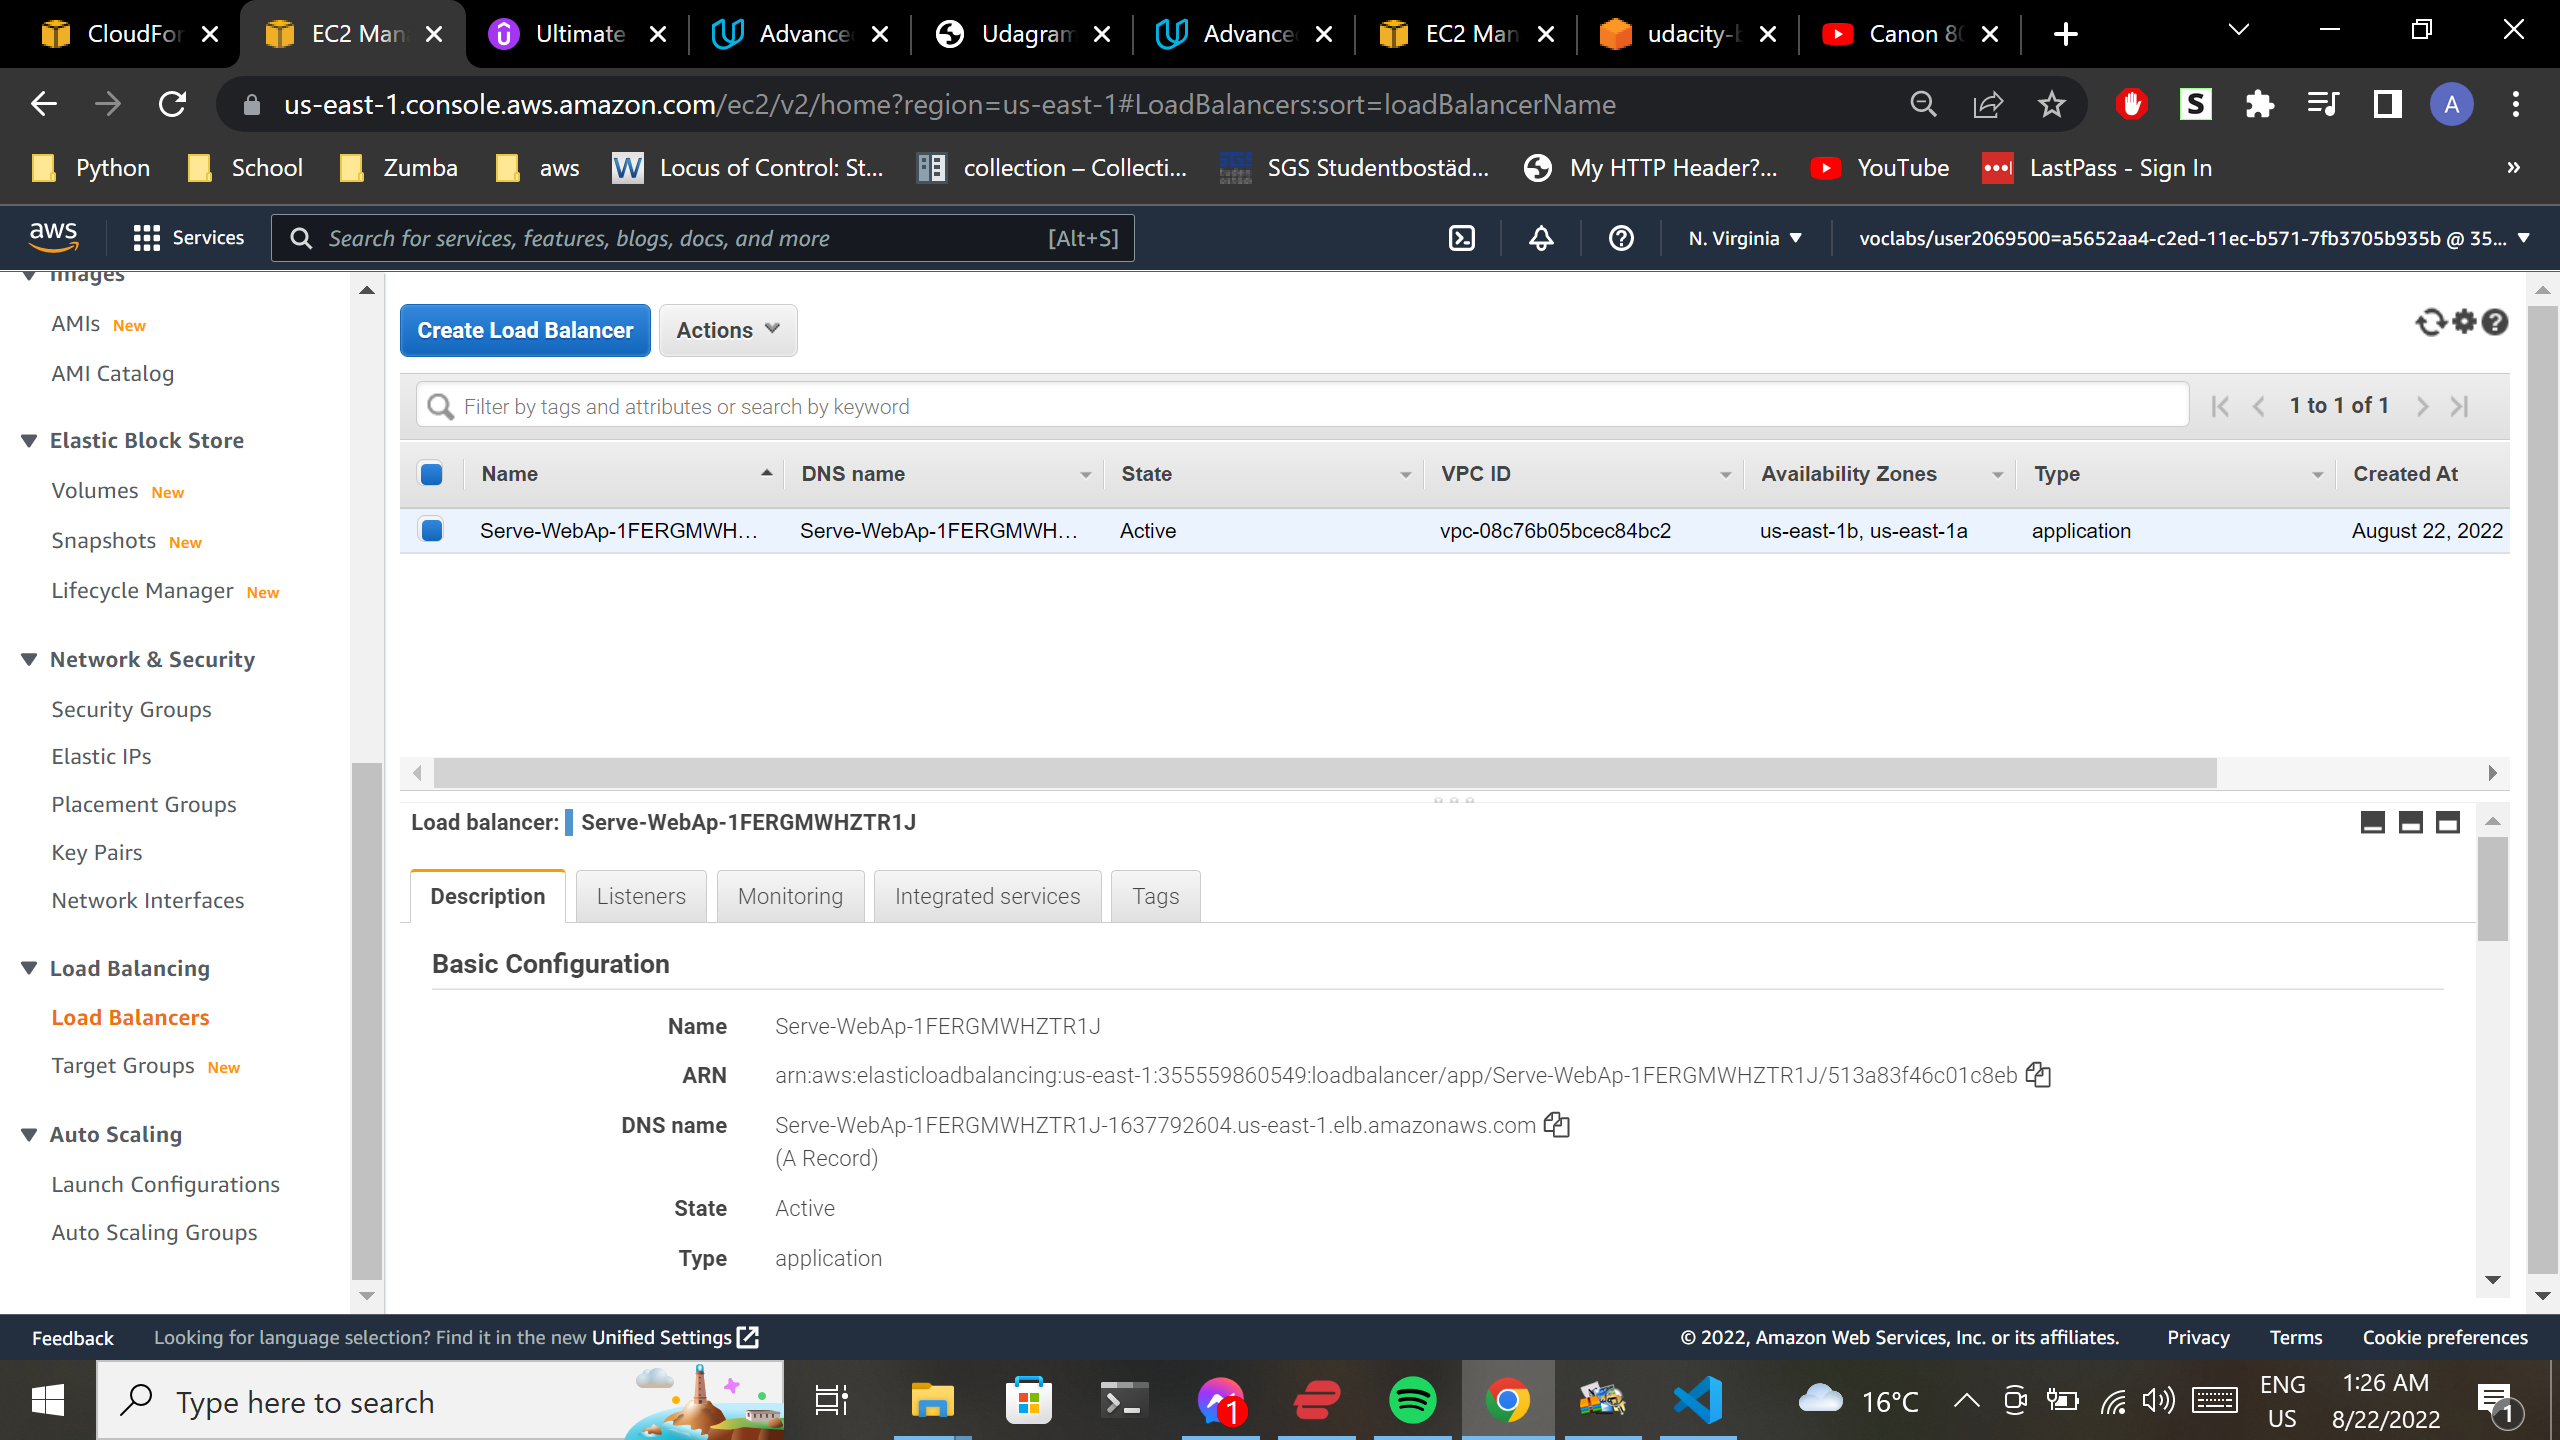 CloudFor
EC2 Man
Ultimate
Advance
Udagram
Advance
EC2 Man
udacity-b
Canon 80
us-east-1.console.aws.amazon.com/ec2/v2/home?region=us-east-1#LoadBalancers:sort=loadBalancerName
S
A
Python
School
Zumba
aws
W
Locus of Control: St...
collection – Collecti...
SGS Studentbostäd...
My HTTP Header?...
YouTube
LastPass - Sign In
»
aws
Services
Search for services, features, blogs, docs, and more
[Alt+S]
N. Virginia
voclabs/user2069500=a5652aa4-c2ed-11ec-b571-7fb3705b935b @ 35...
Images
AMIs New
AMI Catalog
Elastic Block Store
Volumes New
Snapshots New
Lifecycle Manager New
Network & Security
Security Groups
Elastic IPs
Placement Groups
Key Pairs
Network Interfaces
Load Balancing
Load Balancers
Target Groups New
Auto Scaling
Launch Configurations
Auto Scaling Groups
Create Load Balancer
Actions
Filter by tags and attributes or search by keyword
1 to 1 of 1
Name DNS name State VPC ID Availability Zones Type Created At
Serve-WebAp-1FERGMWH... Serve-WebAp-1FERGMWH... Active vpc-08c76b05bcec84bc2 us-east-1b, us-east-1a application August 22, 2022
Load balancer: Serve-WebAp-1FERGMWHZTR1J
Description Listeners Monitoring Integrated services Tags
Basic Configuration
Name Serve-WebAp-1FERGMWHZTR1J
ARN arn:aws:elasticloadbalancing:us-east-1:355559860549:loadbalancer/app/Serve-WebAp-1FERGMWHZTR1J/513a83f46c01c8eb
DNS name Serve-WebAp-1FERGMWHZTR1J-1637792604.us-east-1.elb.amazonaws.com
(A Record)
State Active
Type application
Feedback
Looking for language selection? Find it in the new Unified Settings
© 2022, Amazon Web Services, Inc. or its affiliates.
Privacy
Terms
Cookie preferences
Type here to search
1
16°C
ENG
US
1:26 AM
8/22/2022
1